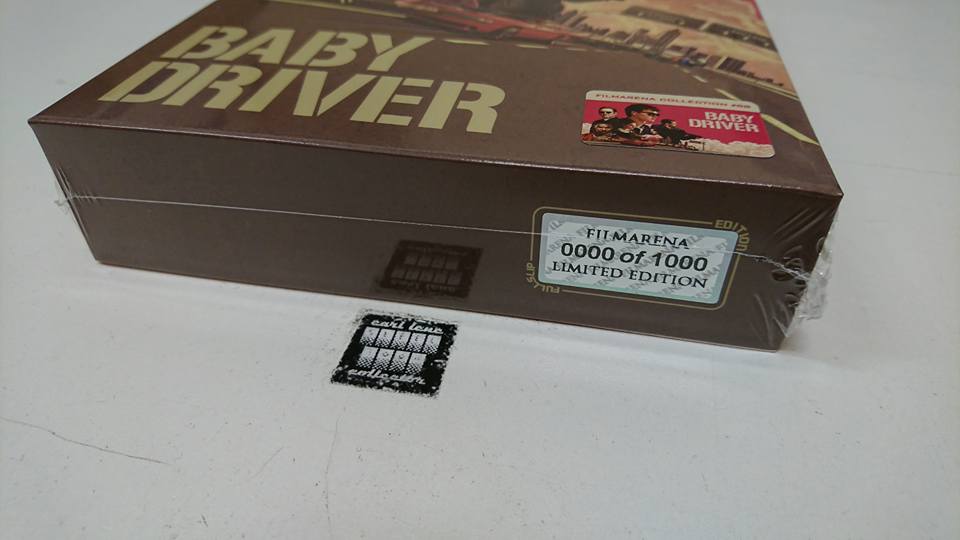 BABY
DRIVER
FILMARENA COLLECTION
BABY
DRIVER
EDITION
FILMARENA
0000 of 1000
LIMITED EDITION
FULLSLIP